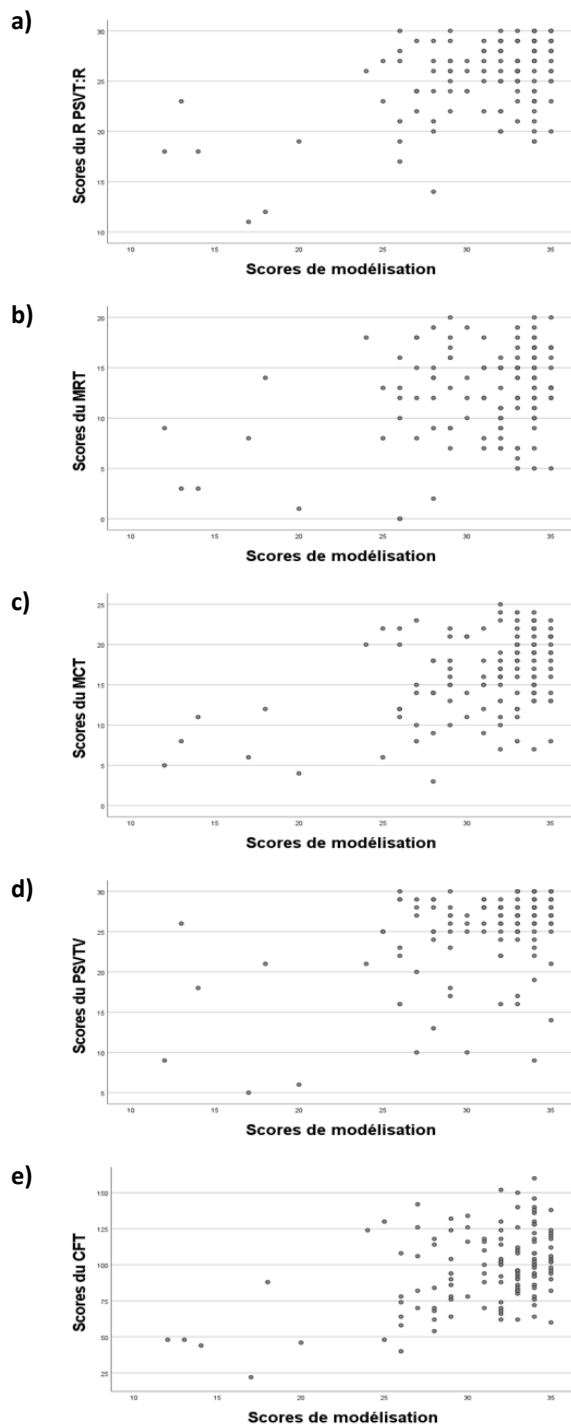 a)
Scores du R PSVT:R
30
25
20
15
10
10 15 20 25 30 35
Scores de modélisation
b)
Scores du MRT
20
15
10
5
0
10 15 20 25 30 35
Scores de modélisation
c)
Scores du MCT
25
20
15
10
5
0
10 15 20 25 30 35
Scores de modélisation
d)
Scores du PSVTV
30
25
20
15
10
5
10 15 20 25 30 35
Scores de modélisation
e)
Scores du CFT
150
125
100
75
50
25
10 15 20 25 30 35
Scores de modélisation